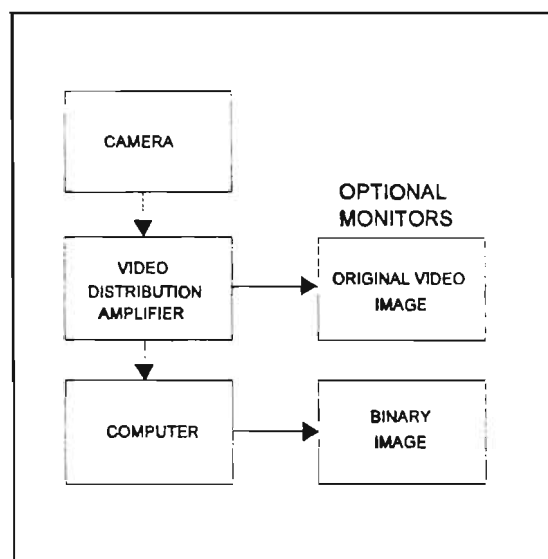 CAMERA
OPTIONAL
MONITORS
VIDEO
DISTRIBUTION
AMPLIFIER
ORIGINAL VIDEO
IMAGE
COMPUTER
BINARY
IMAGE